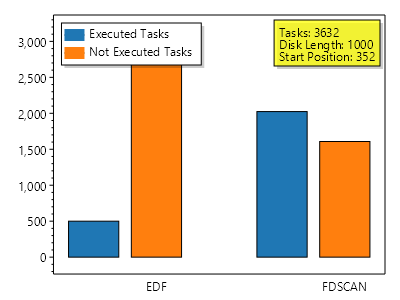 Executed Tasks
Not Executed Tasks
Tasks: 3632
Disk Length: 1000
Start Position: 352
3,000
2,500
2,000
1,500
1,000
500
0
EDF
FDSCAN